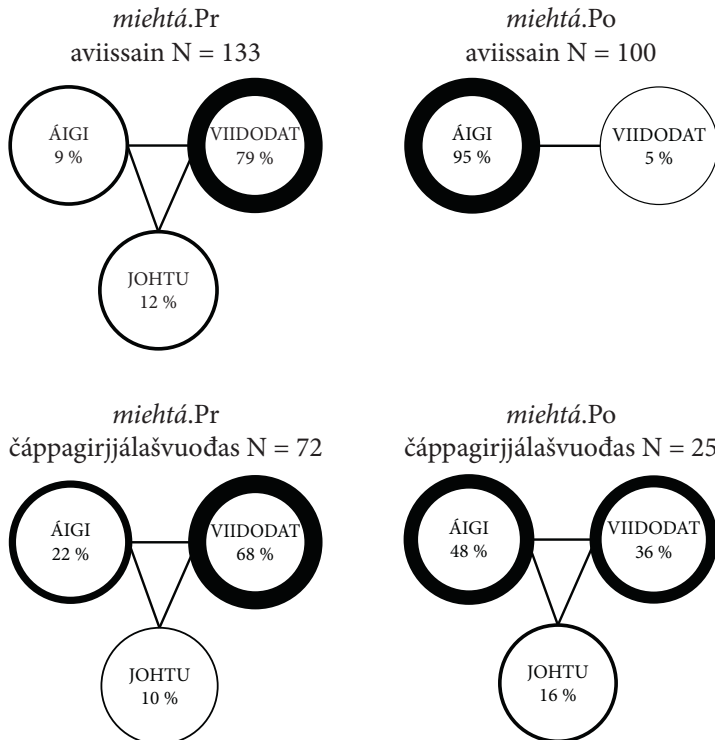 miehtá.Pr
aviissain N = 133
ÁIGI
9 %
VIIDODAT
79 %
JOHTU
12 %
miehtá.Po
aviissain N = 100
ÁIGI
95 %
VIIDODAT
5 %
miehtá.Pr
čáppagirjjálašvuođas N = 72
ÁIGI
22 %
VIIDODAT
68 %
JOHTU
10 %
miehtá.Po
čáppagirjjálašvuođas N = 25
ÁIGI
48 %
VIIDODAT
36 %
JOHTU
16 %